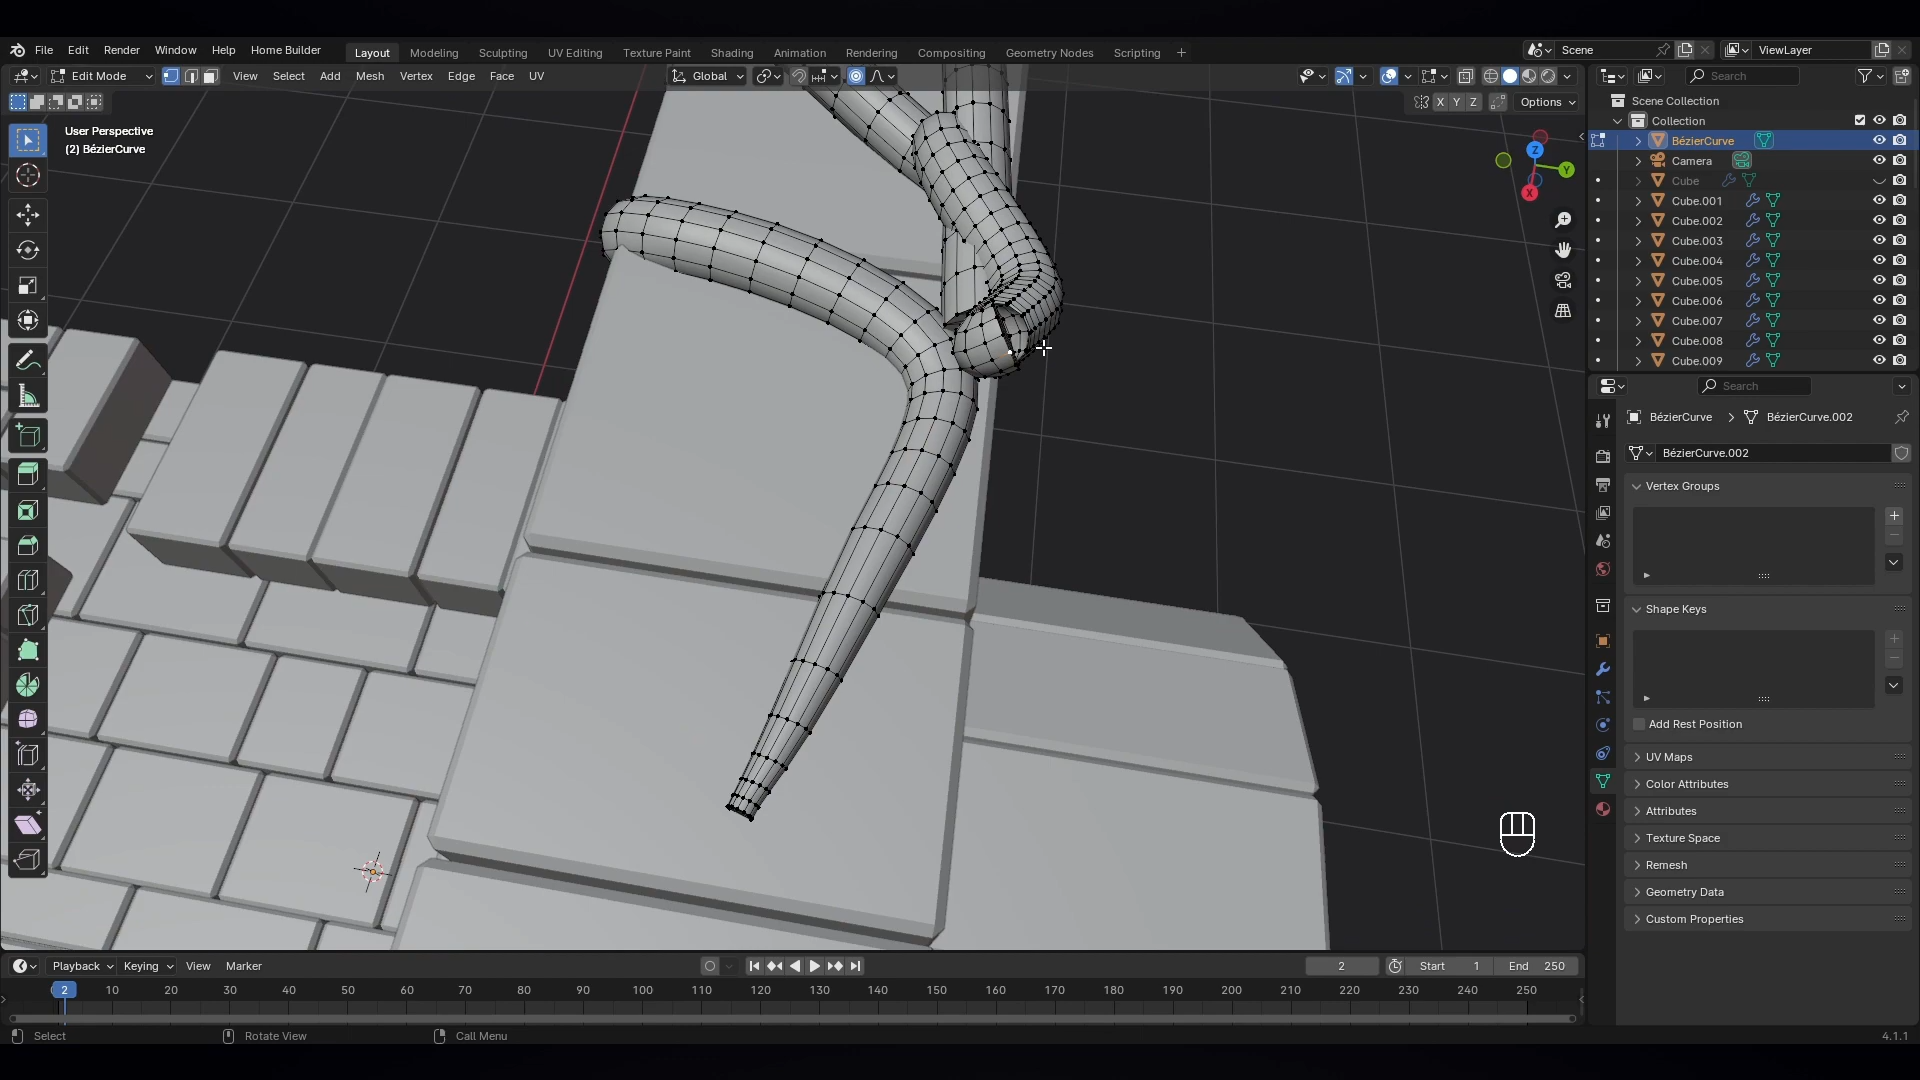 File Edit Render Window Help Home Builder Layout Modeling Sculpting UV Editing Texture Paint Shading Animation Rendering Compositing Geometry Nodes Scripting + Scene ViewLayer
Edit Mode View Select Add Mesh Vertex Edge Face UV Global Search
X Y Z Options
User Perspective
(2) BézierCurve
Scene Collection
Collection
BézierCurve
Camera
Cube
Cube.001
Cube.002
Cube.003
Cube.004
Cube.005
Cube.006
Cube.007
Cube.008
Cube.009
Z
Y
X
Search
BézierCurve > BézierCurve.002
BézierCurve.002
Vertex Groups
Shape Keys
Add Rest Position
UV Maps
Color Attributes
Attributes
Texture Space
Remesh
Geometry Data
Custom Properties
Playback Keying View Marker 2 Start 1 End 250
2 10 20 30 40 50 60 70 80 90 100 110 120 130 140 150 160 170 180 190 200 210 220 230 240 250
Select Rotate View Call Menu 4.1.1